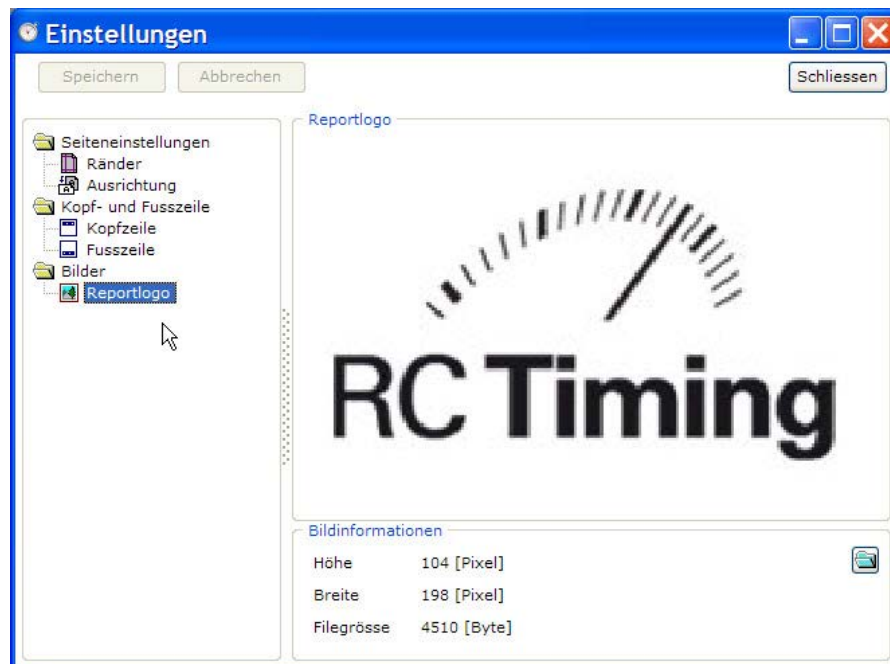 Einstellungen
Speichern Abbrechen Schliessen
Seiteneinstellungen
Ränder
Ausrichtung
Kopf- und Fusszeile
Kopfzeile
Fusszeile
Bilder
Reportlogo
Reportlogo
RC Timing
Bildinformationen
Höhe 104 [Pixel]
Breite 198 [Pixel]
Filegrösse 4510 [Byte]